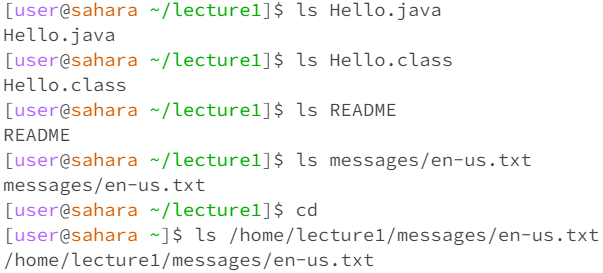 [user@sahara ~/lecture1]$ ls Hello.java
Hello.java
[user@sahara ~/lecture1]$ ls Hello.class
Hello.class
[user@sahara ~/lecture1]$ ls README
README
[user@sahara ~/lecture1]$ ls messages/en-us.txt
messages/en-us.txt
[user@sahara ~/lecture1]$ cd
[user@sahara ~]$ ls /home/lecture1/messages/en-us.txt
/home/lecture1/messages/en-us.txt